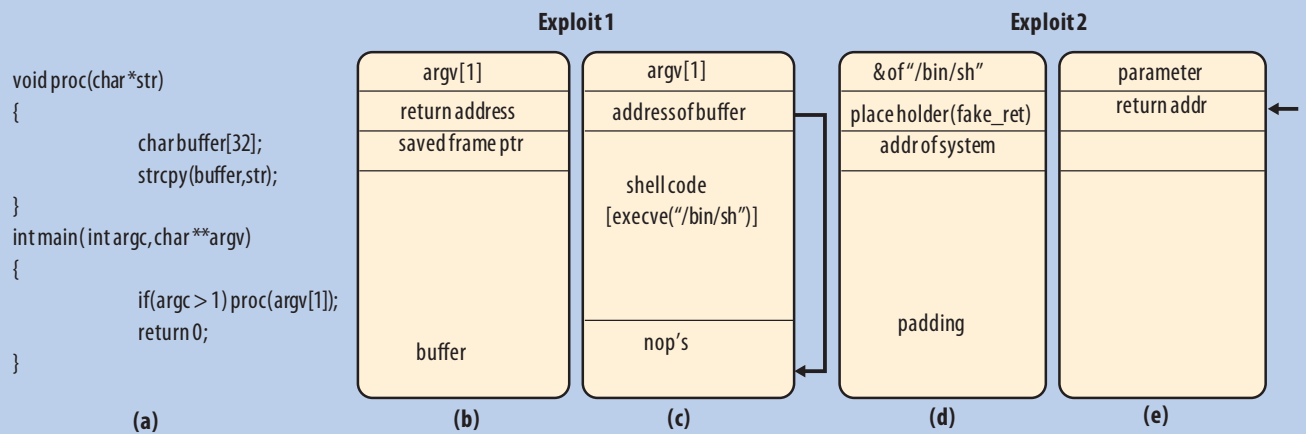 Exploit 1
Exploit 2
void proc(char *str)
{
char buffer[32];
strcpy(buffer,str);
}
int main( int argc, char **argv)
{
if(argc > 1) proc(argv[1]);
return 0;
}
(a)
argv[1]
return address
saved frame ptr
buffer
(b)
argv[1]
address of buffer
shell code
[execve("/bin/sh")]
nop's
(c)
& of "/bin/sh"
place holder (fake_ret)
addr of system
padding
(d)
parameter
return addr
(e)